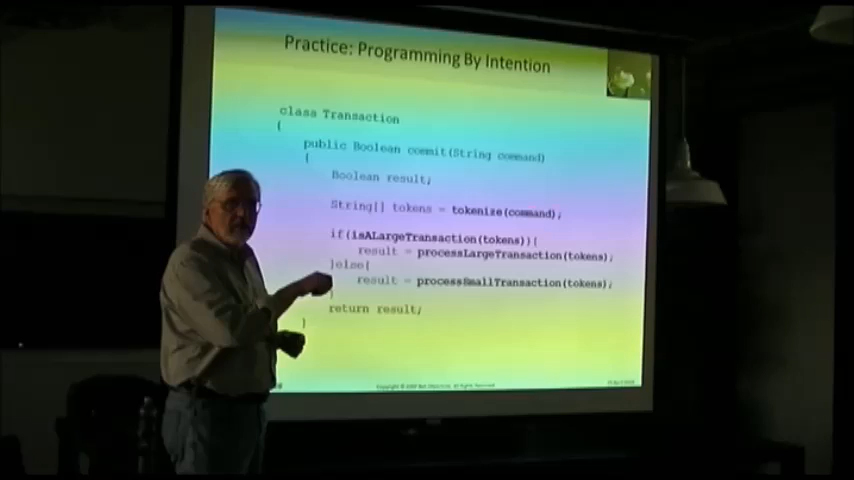 Practice: Programming By Intention
class Transaction
{
public Boolean commit(String command)
{
Boolean result;
String[] tokens = tokenize(command);
if(isALargeTransaction(tokens)){
result = processLargeTransaction(tokens);
}else{
result = processSmallTransaction(tokens);
}
return result;
}